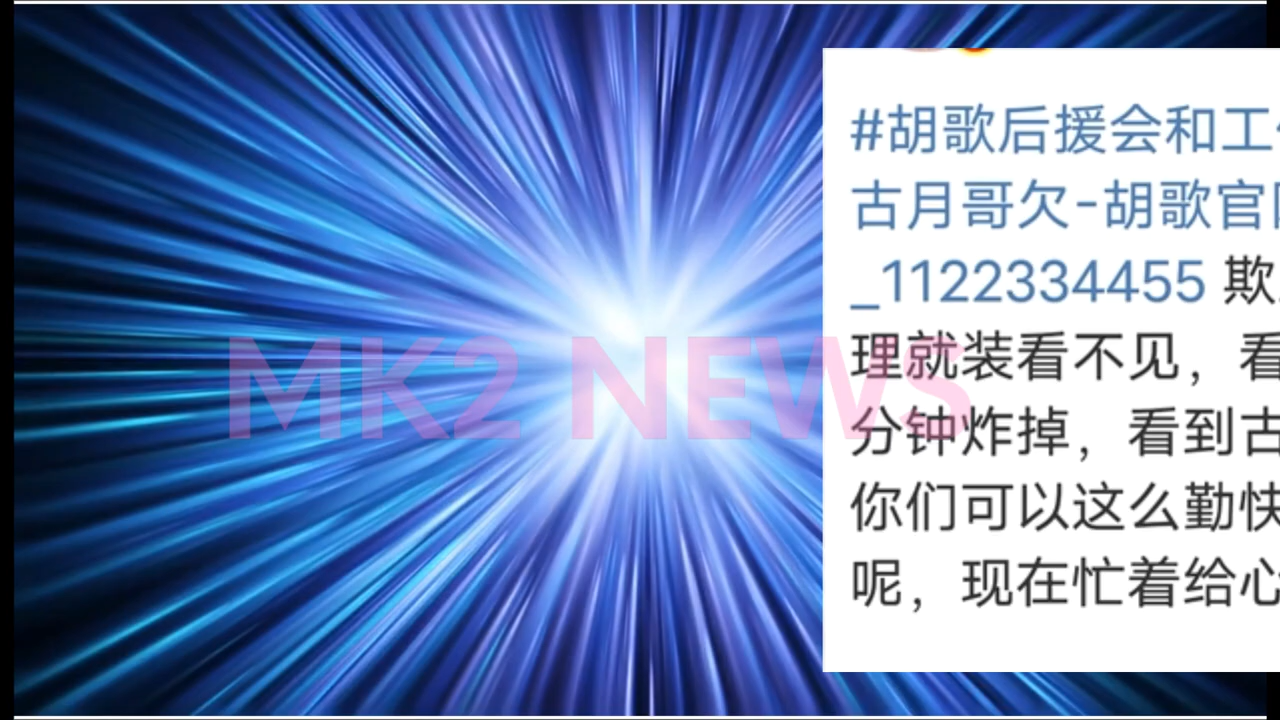 #胡歌后援会和工
古月哥欠-胡歌官
_1122334455 欺
理就装看不见，看
分钟炸掉，看到古
你们可以这么勤快
呢，现在忙着给心
MK2 NEWS